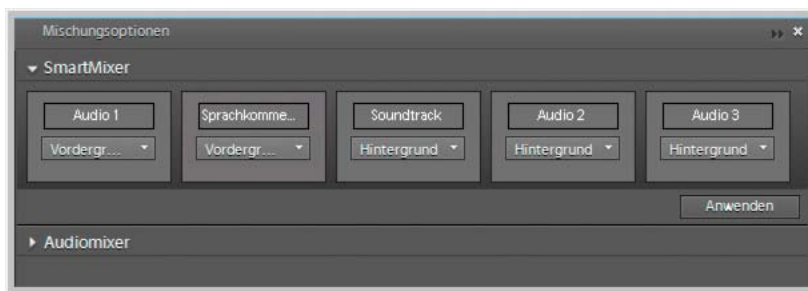 Mischungsoptionen
SmartMixer
Audio 1 Sprachkomme... Soundtrack Audio 2 Audio 3
Vordergr... Vordergr... Hintergrund Hintergrund Hintergrund
Anwenden
Audiomixer